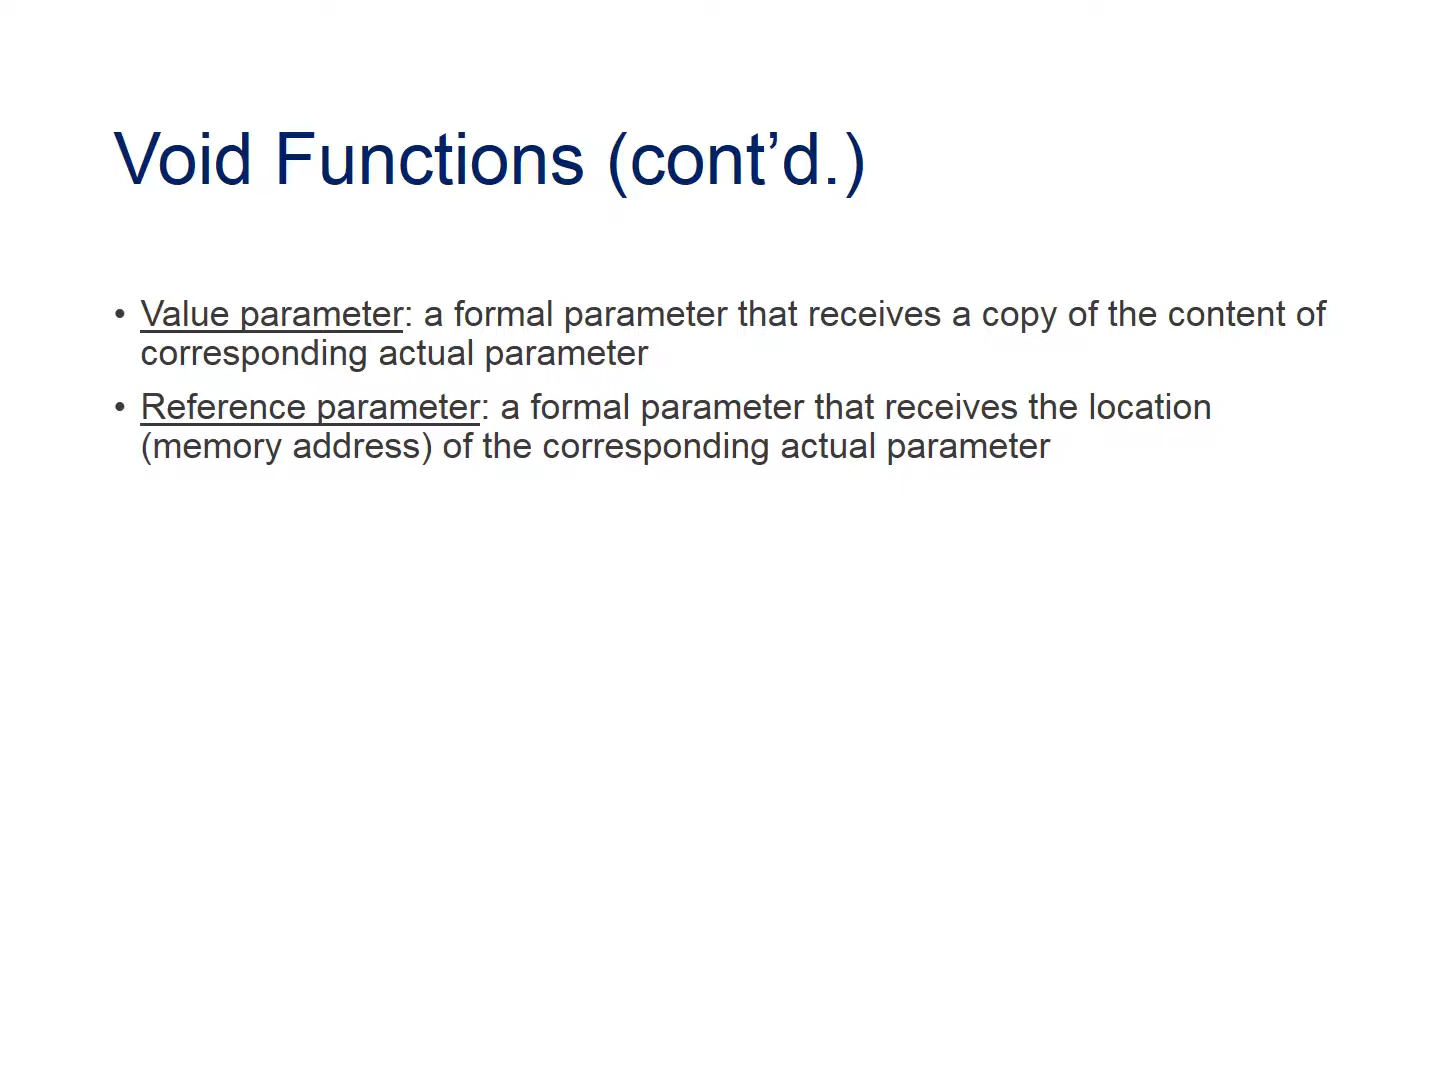 Void Functions (cont’d.)
• Value parameter: a formal parameter that receives a copy of the content of
corresponding actual parameter
• Reference parameter: a formal parameter that receives the location
(memory address) of the corresponding actual parameter